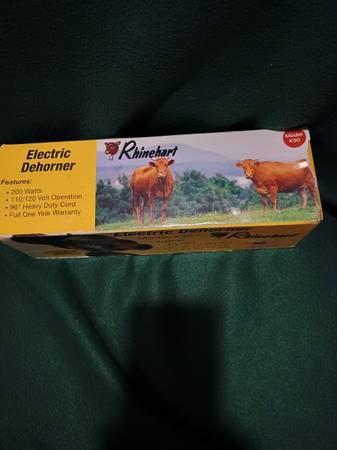 Electric
Dehorner
Features:
• 200 Watts
• 110/120 Volt Operation
• 96" Heavy Duty Cord
• Full One Year Warranty
Rhinehart
Model
X30
Electric Dehorner
Rhinehart